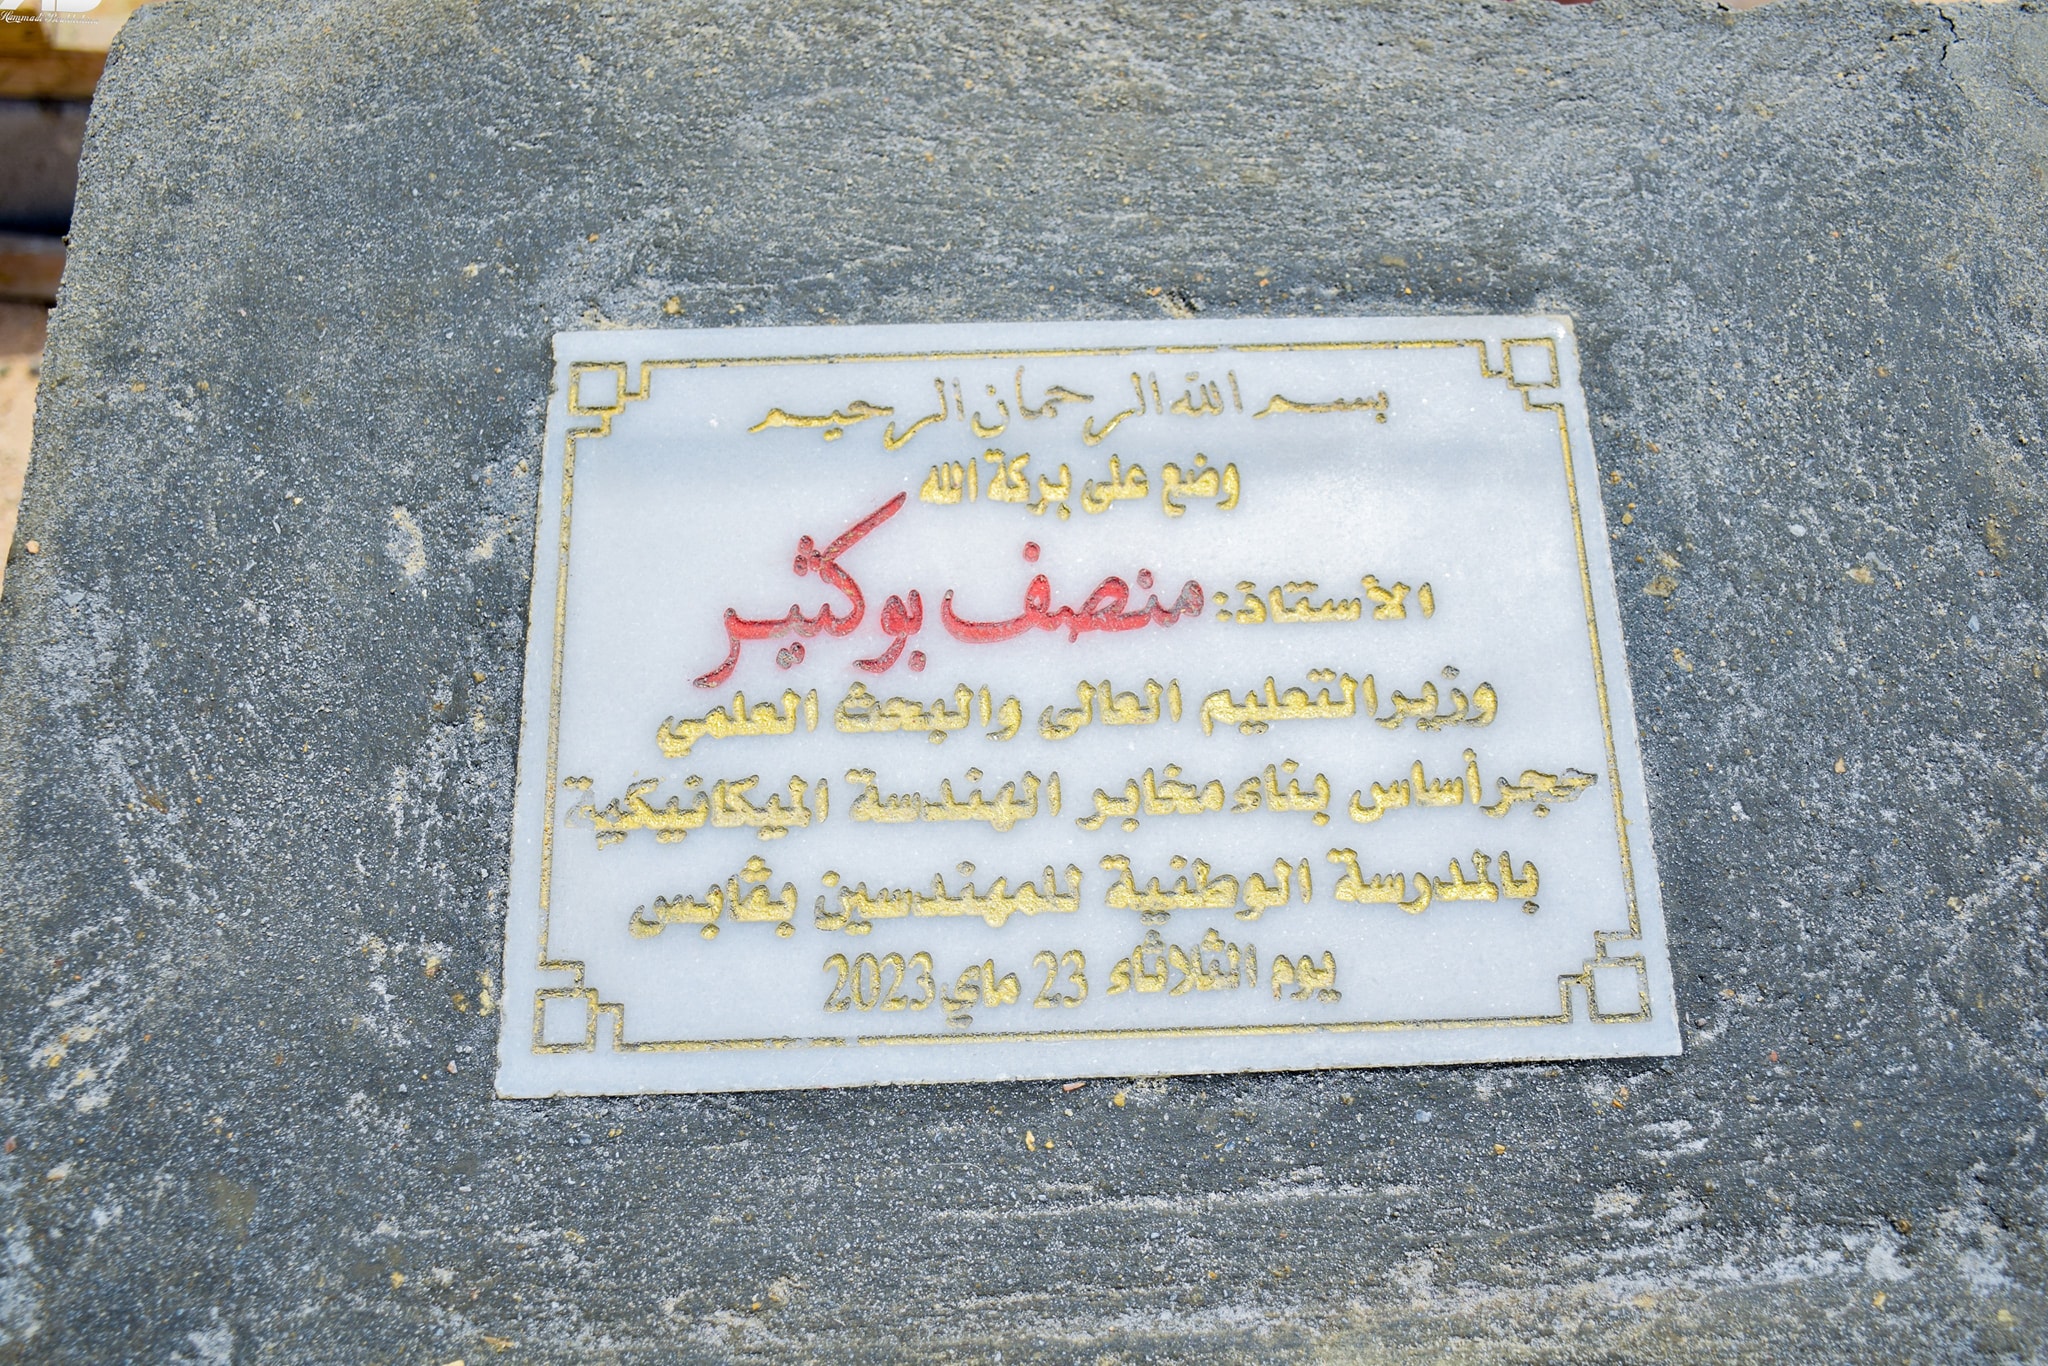 بسم الله الرحمان الرحيم
وضع على بركة الله
الأستاذ: منصف بوكثير
وزير التعليم العالي والبحث العلمي
حجر أساس بناء مخابر الهندسة الميكانيكية
بالمدرسة الوطنية للمهندسين بڨابس
يوم الثلاثاء 23 ماي 2023